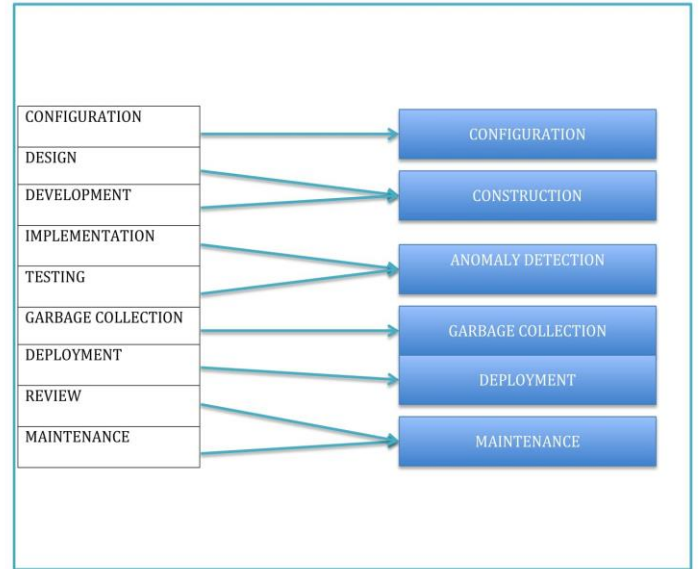 CONFIGURATION
DESIGN
DEVELOPMENT
IMPLEMENTATION
TESTING
GARBAGE COLLECTION
DEPLOYMENT
REVIEW
MAINTENANCE
CONFIGURATION
CONSTRUCTION
ANOMALY DETECTION
GARBAGE COLLECTION
DEPLOYMENT
MAINTENANCE